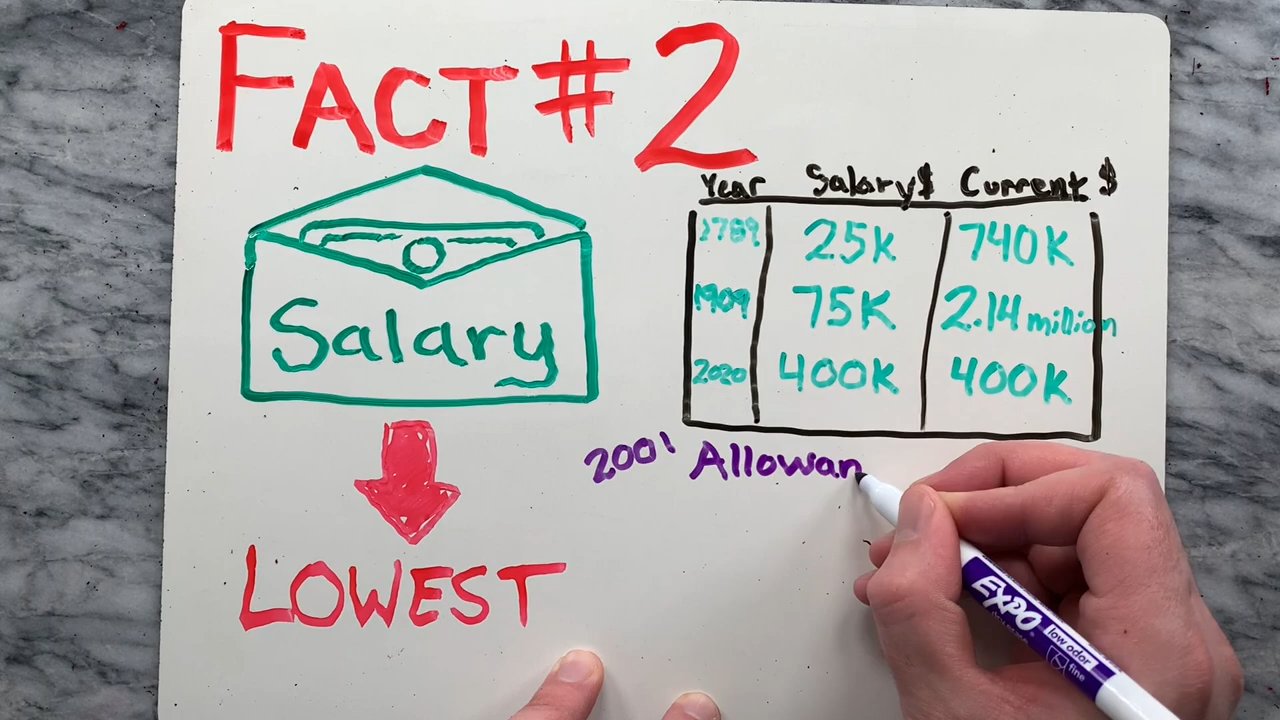 FACT #2
Year Salary$ Current $
1789 25K 740K
1909 75K 2.14 million
2020 400K 400K
Salary
LOWEST
2001 Allowan
EXPO
low odor
fine